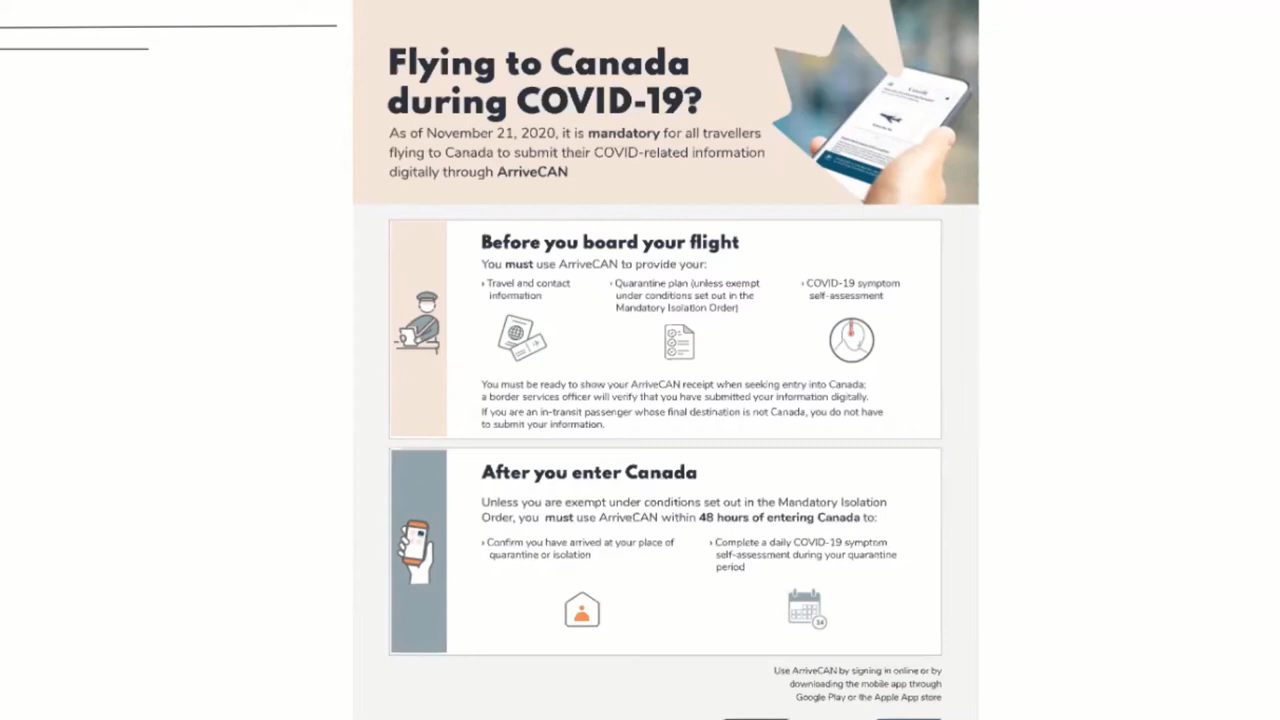 Flying to Canada
during COVID-19?
As of November 21, 2020, it is mandatory for all travellers
flying to Canada to submit their COVID-related information
digitally through ArriveCAN
Before you board your flight
You must use ArriveCAN to provide your:
› Travel and contact
information
› Quarantine plan (unless exempt
under conditions set out in the
Mandatory Isolation Order)
› COVID-19 symptom
self-assessment
You must be ready to show your ArriveCAN receipt when seeking entry into Canada;
a border services officer will verify that you have submitted your information digitally.
If you are an in-transit passenger whose final destination is not Canada, you do not have
to submit your information.
After you enter Canada
Unless you are exempt under conditions set out in the Mandatory Isolation
Order, you must use ArriveCAN within 48 hours of entering Canada to:
› Confirm you have arrived at your place of
quarantine or isolation
› Complete a daily COVID-19 symptom
self-assessment during your quarantine
period
14
Use ArriveCAN by signing in online or by
downloading the mobile app through
Google Play or the Apple App store